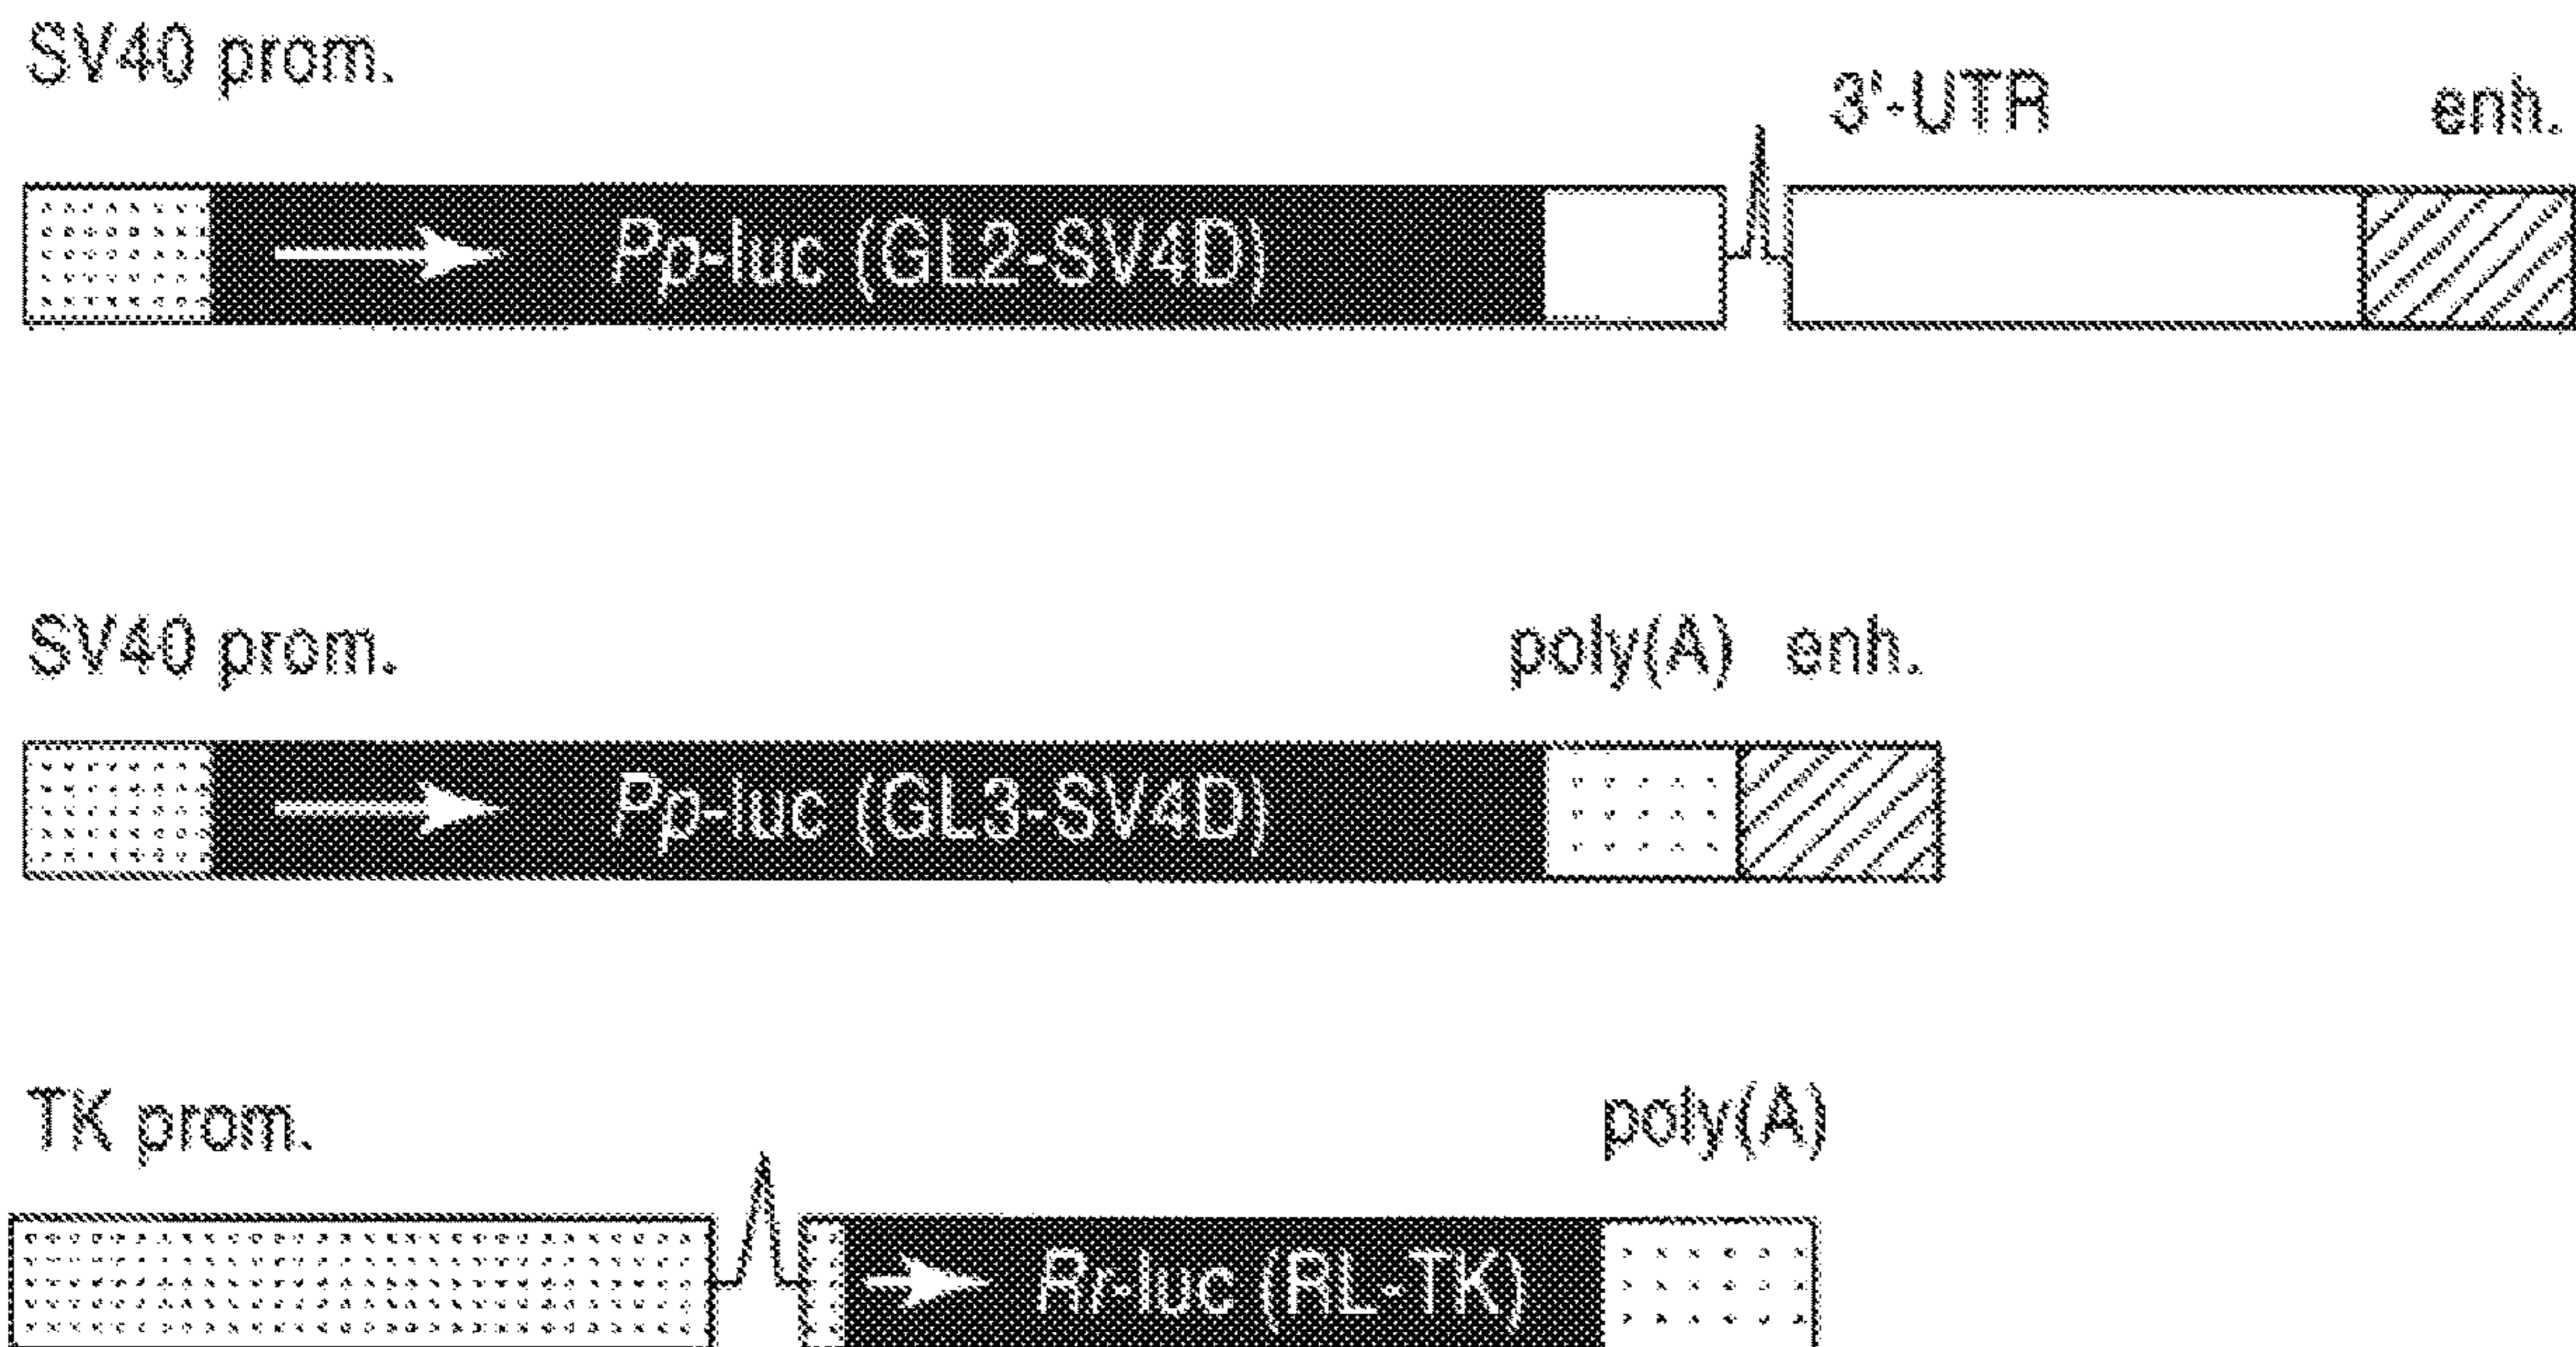 SV40 prom.
3'-UTR enh.
Pp-luc (GL2-SV4D)
SV40 prom. poly(A) enh.
Pp-luc (GL3-SV4D)
TK prom. poly(A)
Rr-luc (RL-TK)